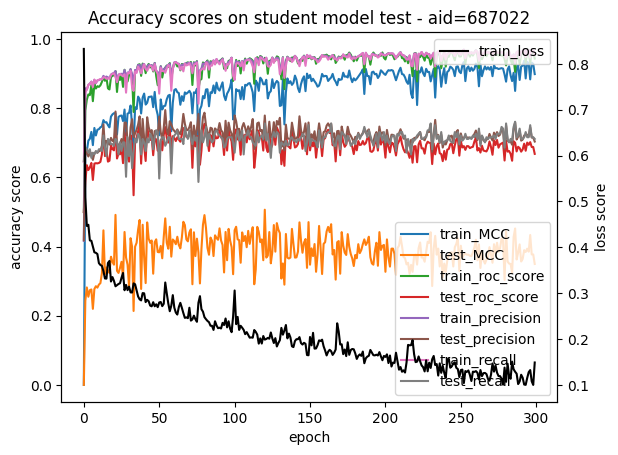 Accuracy scores on student model test - aid=687022
1.0
0.8
0.6
0.4
0.2
0.0
accuracy score
0
50
100
150
200
250
300
epoch
0.8
0.7
0.6
0.5
0.4
0.3
0.2
0.1
loss score
train_loss
train_MCC
test_MCC
train_roc_score
test_roc_score
train_precision
test_precision
train_recall
test_recall